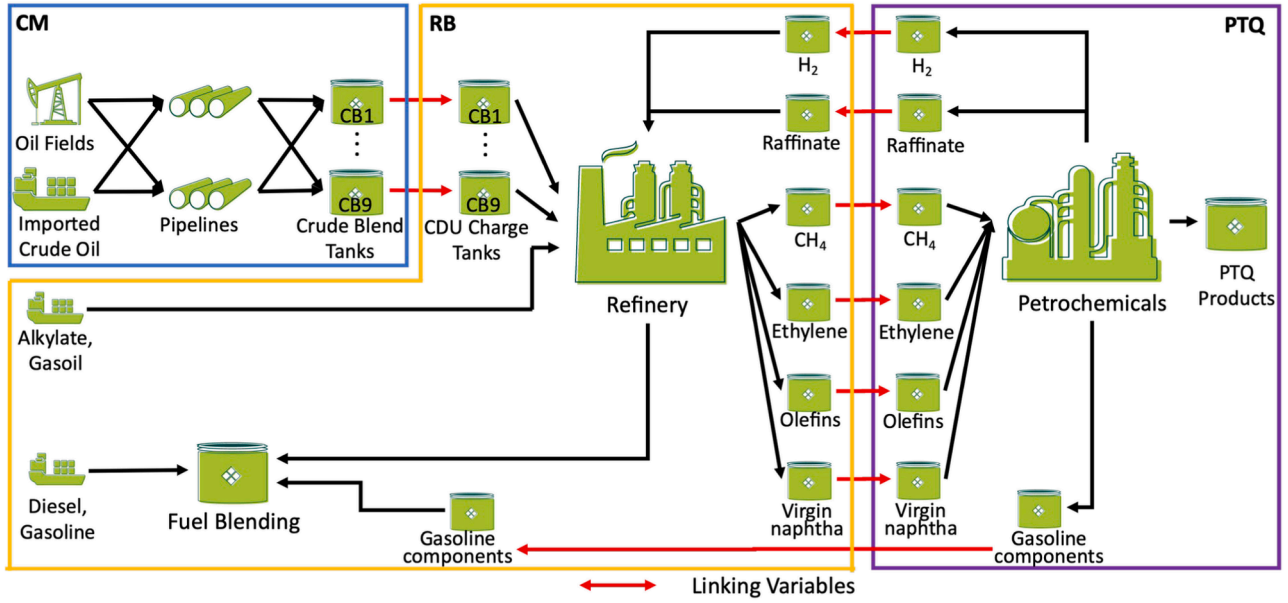 CM
RB
PTQ
H2
H2
CB1
CB1
Oil Fields
Raffinate
Raffinate
CB9
CB9
Imported
Crude Oil
Pipelines
Crude Blend
Tanks
CDU Charge
Tanks
CH4
CH4
PTQ
Products
Refinery
Petrochemicals
Alkylate,
Gasoil
Ethylene
Ethylene
Olefins
Olefins
Diesel,
Gasoline
Fuel Blending
Gasoline
components
Virgin
naphtha
Virgin
naphtha
Gasoline
components
Linking Variables